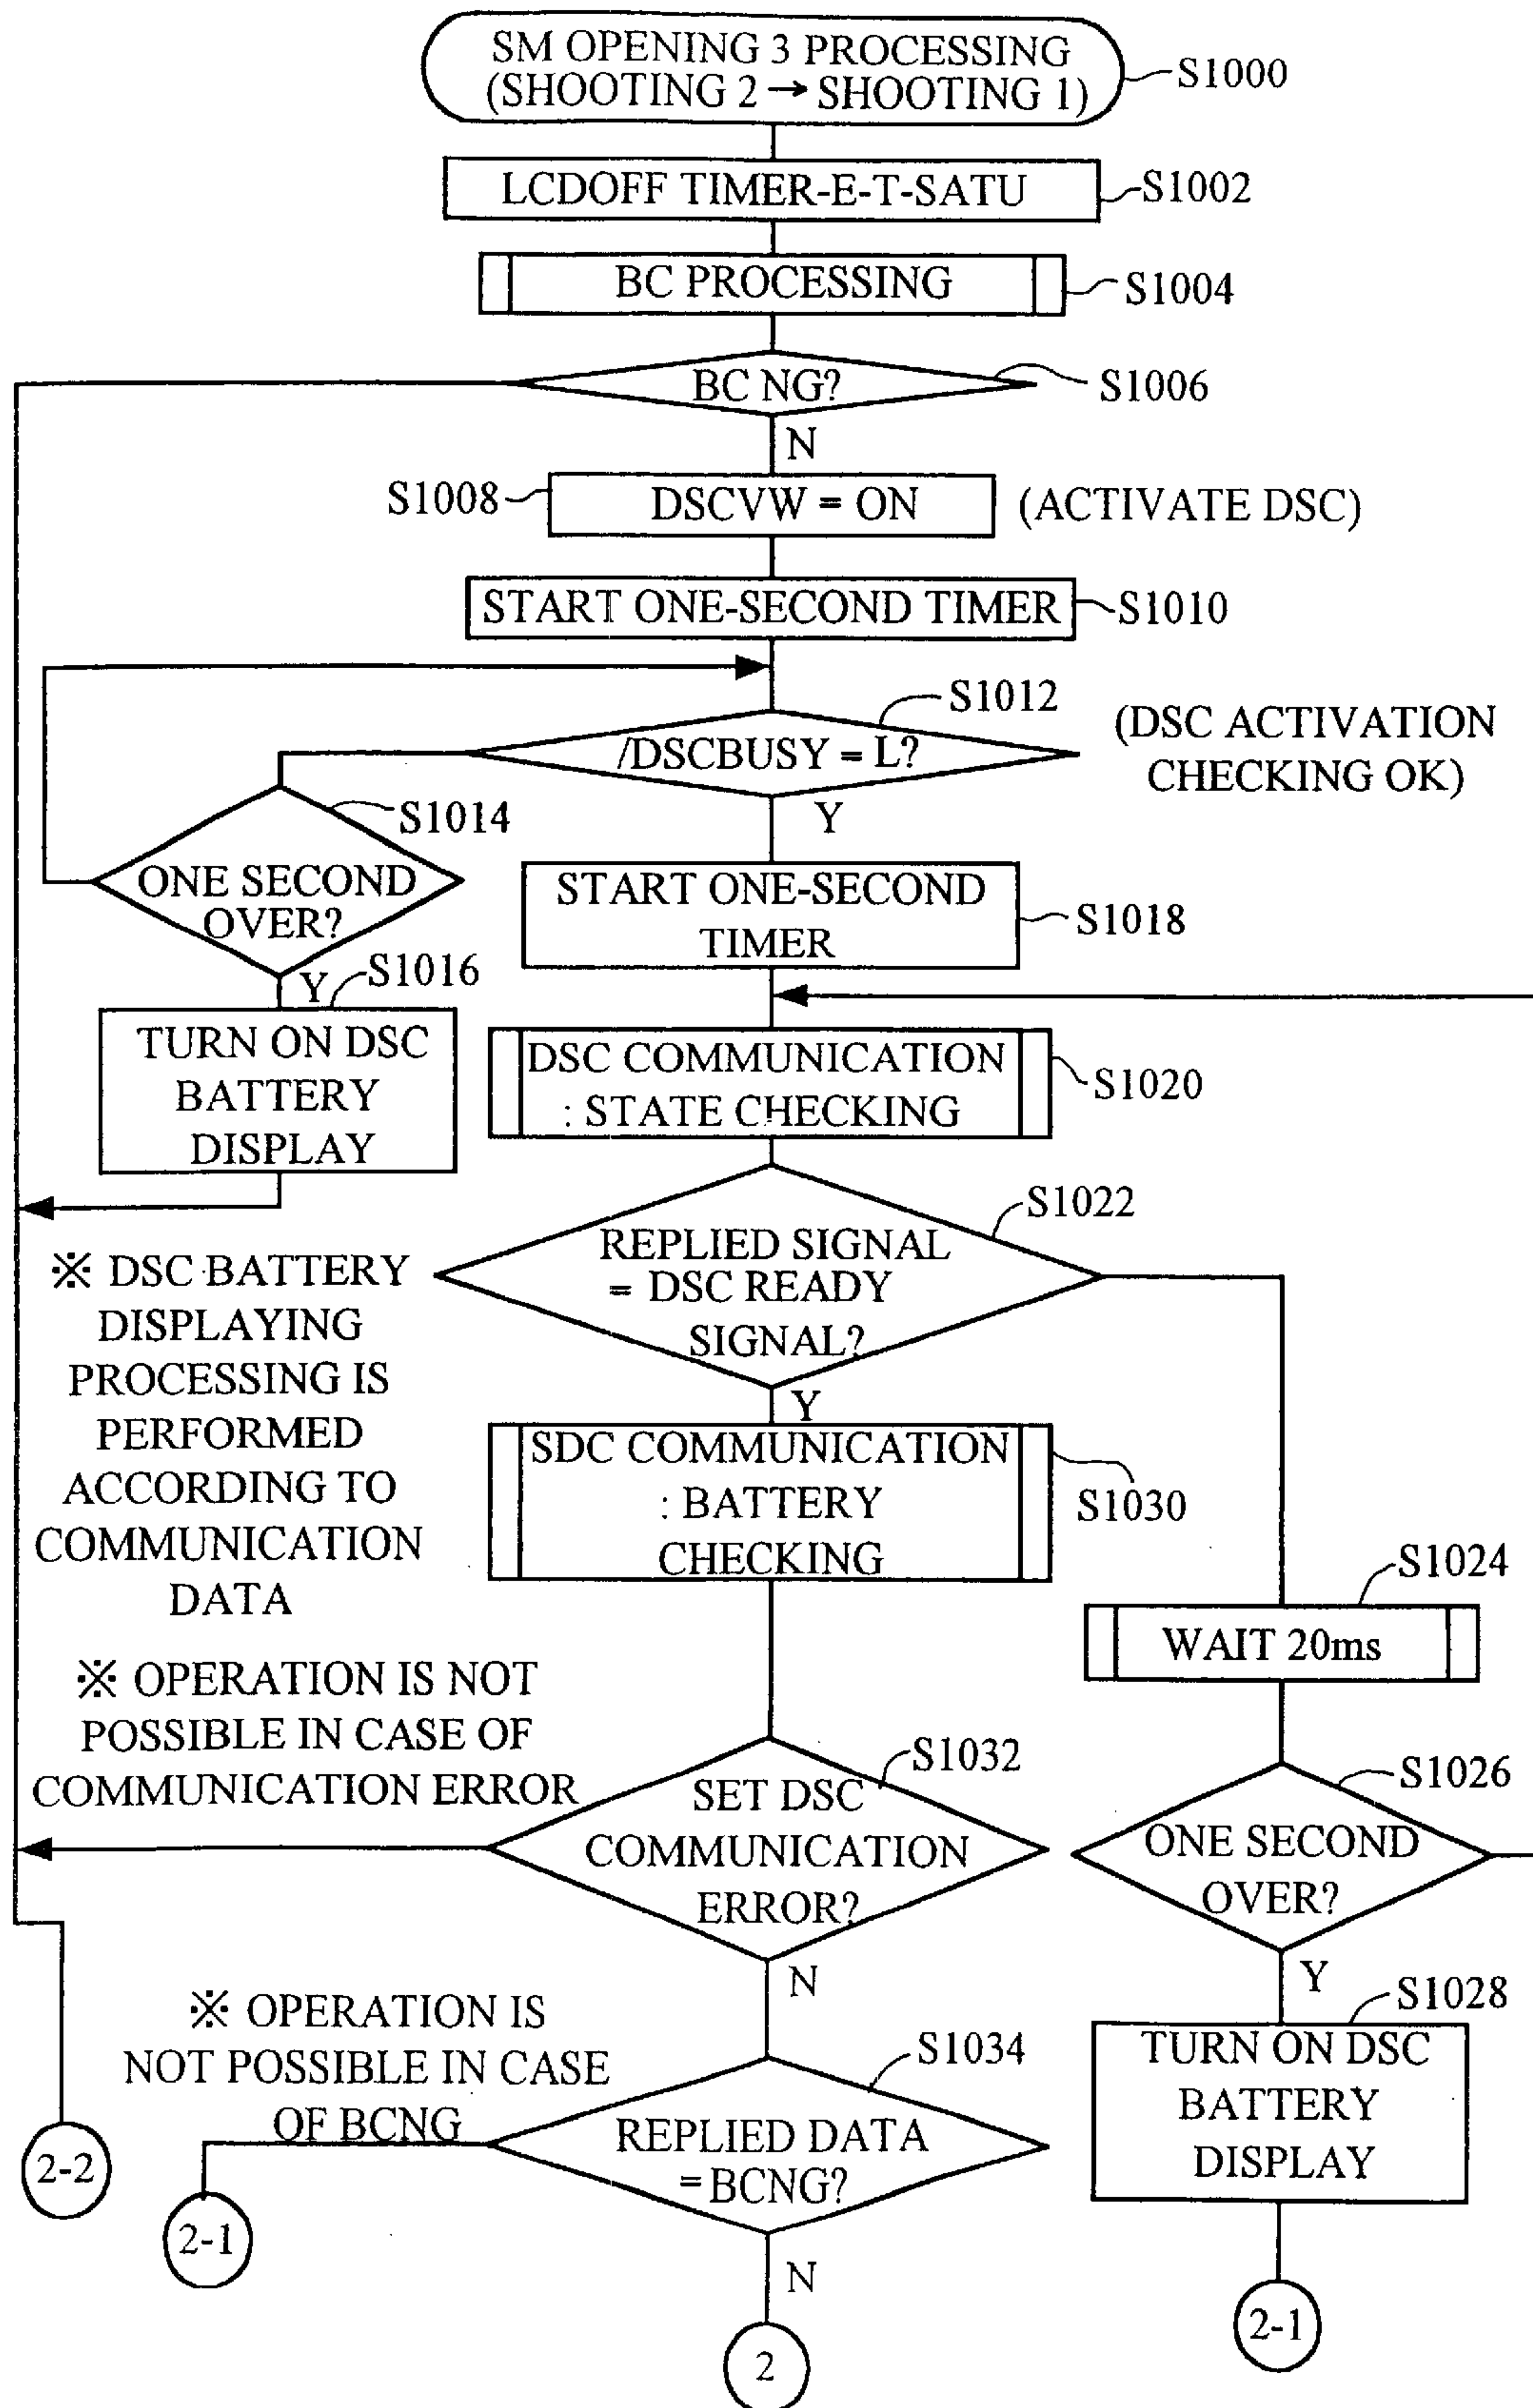 SM OPENING 3 PROCESSING
(SHOOTING 2 → SHOOTING 1)
S1000
LCDOFF TIMER-E-T-SATU
S1002
BC PROCESSING
S1004
BC NG?
S1006
N
S1008
DSCVW = ON
(ACTIVATE DSC)
START ONE-SECOND TIMER
S1010
S1012
/DSCBUSY = L?
(DSC ACTIVATION
CHECKING OK)
Y
S1014
ONE SECOND
OVER?
Y
S1016
TURN ON DSC
BATTERY
DISPLAY
START ONE-SECOND
TIMER
S1018
DSC COMMUNICATION
: STATE CHECKING
S1020
REPLIED SIGNAL
= DSC READY
SIGNAL?
S1022
Y
※ DSC BATTERY
DISPLAYING
PROCESSING IS
PERFORMED
ACCORDING TO
COMMUNICATION
DATA
SDC COMMUNICATION
: BATTERY
CHECKING
S1030
S1024
WAIT 20ms
※ OPERATION IS NOT
POSSIBLE IN CASE OF
COMMUNICATION ERROR
SET DSC
COMMUNICATION
ERROR?
S1032
N
S1026
ONE SECOND
OVER?
Y
S1028
TURN ON DSC
BATTERY
DISPLAY
※ OPERATION IS
NOT POSSIBLE IN CASE
OF BCNG
S1034
REPLIED DATA
=BCNG?
N
2-2
2-1
2
2-1